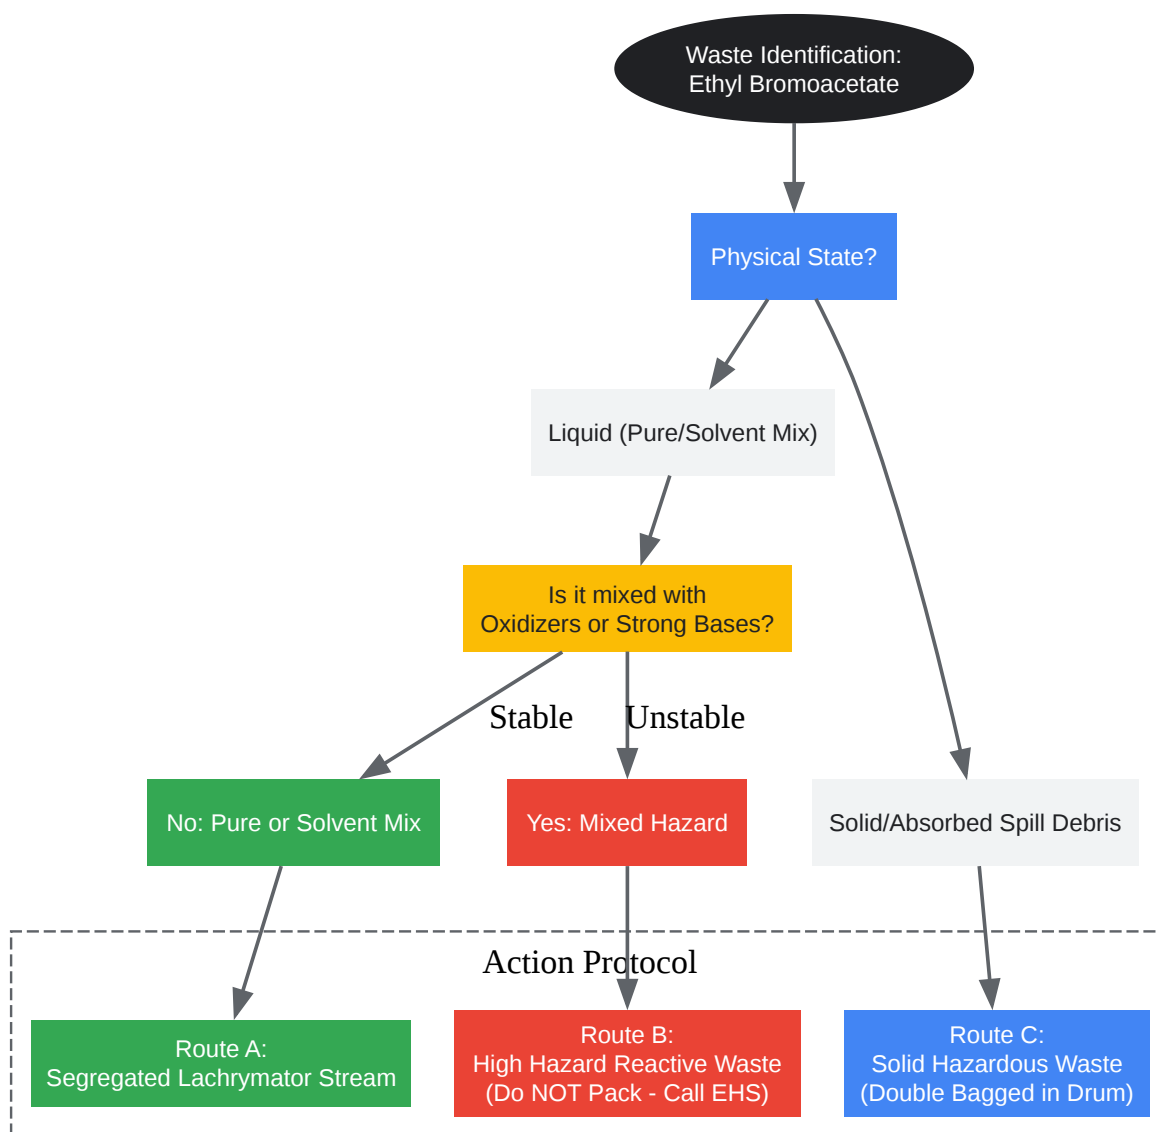 Waste Identification:
Ethyl Bromoacetate
Physical State?
Liquid (Pure/Solvent Mix)
Is it mixed with
Oxidizers or Strong Bases?
Stable
Unstable
No: Pure or Solvent Mix
Yes: Mixed Hazard
Solid/Absorbed Spill Debris
Action Protocol
Route A:
Segregated Lachrymator Stream
Route B:
High Hazard Reactive Waste
(Do NOT Pack - Call EHS)
Route C:
Solid Hazardous Waste
(Double Bagged in Drum)